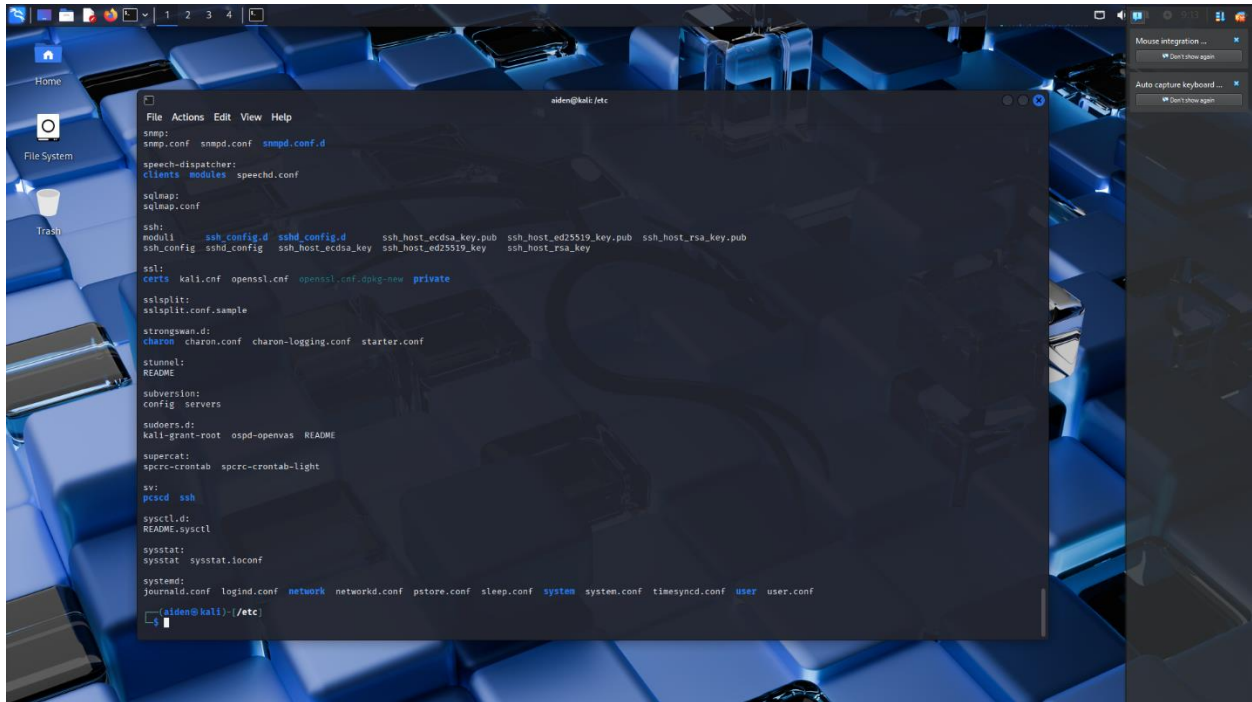 1 2 3 4
9:11
Home
File System
Trash
Mouse integration ...
Don't show again
Auto capture keyboard ...
Don't show again
aiden@kali: /etc
File Actions Edit View Help
snmp:
snmp.conf snmpd.conf snmpd.conf.d
speech-dispatcher:
clients modules speechd.conf
sqlmap:
sqlmap.conf
ssh:
moduli ssh_config.d sshd_config.d ssh_host_ecdsa_key.pub ssh_host_ed25519_key.pub ssh_host_rsa_key.pub
ssh_config sshd_config ssh_host_ecdsa_key ssh_host_ed25519_key ssh_host_rsa_key
ssl:
certs kali.cnf openssl.cnf openssl.cnf.dpkg-new private
sslsplit:
sslsplit.conf.sample
strongswan.d:
charon charon.conf charon-logging.conf starter.conf
stunnel:
README
subversion:
config servers
sudoers.d:
kali-grant-root ospd-openvas README
supercat:
spcrc-crontab spcrc-crontab-light
sv:
pcscd ssh
sysctl.d:
README.sysctl
sysstat:
sysstat sysstat.ioconf
systemd:
journald.conf logind.conf network networkd.conf pstore.conf sleep.conf system system.conf timesyncd.conf user user.conf
(aiden㉿kali)-[/etc]
$